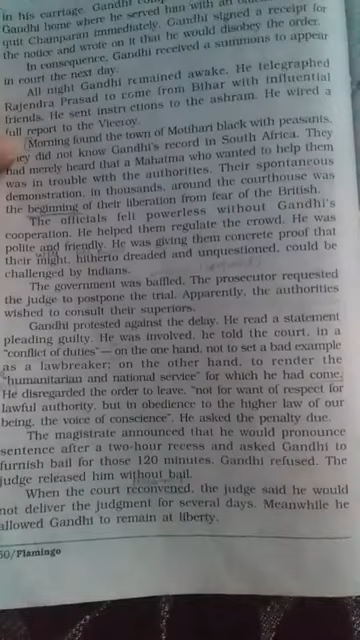 in his carriage. Gandhi
Gandhi home where he served him with an
quit Champaran immediately. Gandhi signed a receipt for
the notice and wrote on it that he would disobey the order.
In consequence, Gandhi received a summons to appear
in court the next day.
All night Gandhi remained awake. He telegraphed
Rajendra Prasad to come from Bihar with influential
friends. He sent instructions to the ashram. He wired a
full report to the Viceroy.
Morning found the town of Motihari black with peasants.
ey did not know Gandhi's record in South Africa. They
had merely heard that a Mahatma who wanted to help them
was in trouble with the authorities. Their spontaneous
demonstration, in thousands, around the courthouse was
the beginning of their liberation from fear of the British.
The officials felt powerless without Gandhi's
cooperation. He helped them regulate the crowd. He was
polite and friendly. He was giving them concrete proof that
their might, hitherto dreaded and unquestioned, could be
challenged by Indians.
The government was baffled. The prosecutor requested
the judge to postpone the trial. Apparently, the authorities
wished to consult their superiors.
Gandhi protested against the delay. He read a statement
pleading guilty. He was involved, he told the court, in a
“conflict of duties”— on the one hand, not to set a bad example
as a lawbreaker; on the other hand, to render the
“humanitarian and national service” for which he had come.
He disregarded the order to leave, “not for want of respect for
lawful authority, but in obedience to the higher law of our
being, the voice of conscience”. He asked the penalty due.
The magistrate announced that he would pronounce
sentence after a two-hour recess and asked Gandhi to
furnish bail for those 120 minutes. Gandhi refused. The
judge released him without bail.
When the court reconvened, the judge said he would
not deliver the judgment for several days. Meanwhile he
allowed Gandhi to remain at liberty.
50/Flamingo